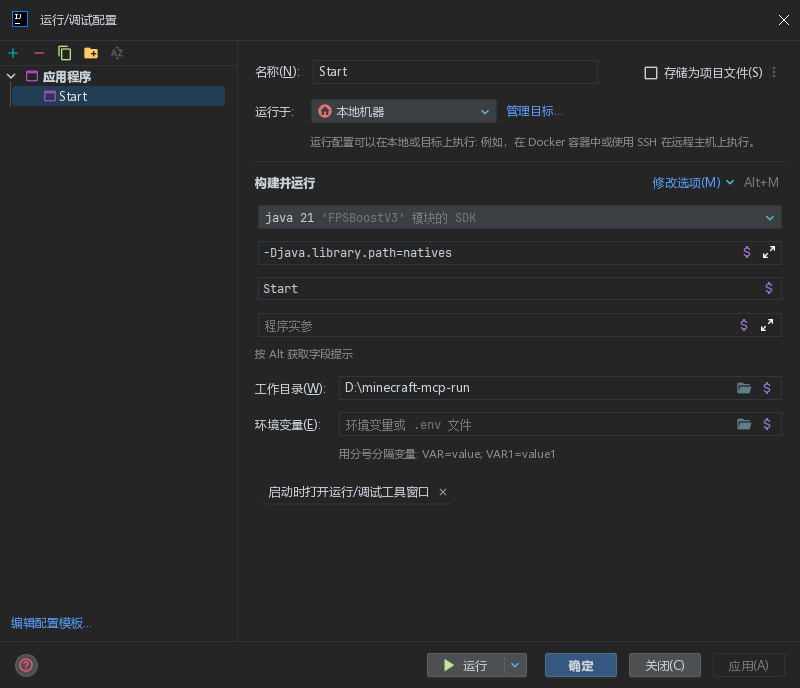 运行/调试配置
应用程序
Start
名称(N):
Start
存储为项目文件(S)
运行于:
本地机器
管理目标...
运行配置可以在本地或目标上执行: 例如，在 Docker 容器中或使用 SSH 在远程主机上执行。
构建并运行
修改选项(M)
Alt+M
java 21 'FPSBoostV3' 模块的 SDK
-Djava.library.path=natives
Start
程序实参
按 Alt 获取字段提示
工作目录(W):
D:\minecraft-mcp-run
环境变量(E):
环境变量或 .env 文件
用分号分隔变量: VAR=value; VAR1=value1
启动时打开运行/调试工具窗口
编辑配置模板...
运行
确定
关闭(C)
应用(A)